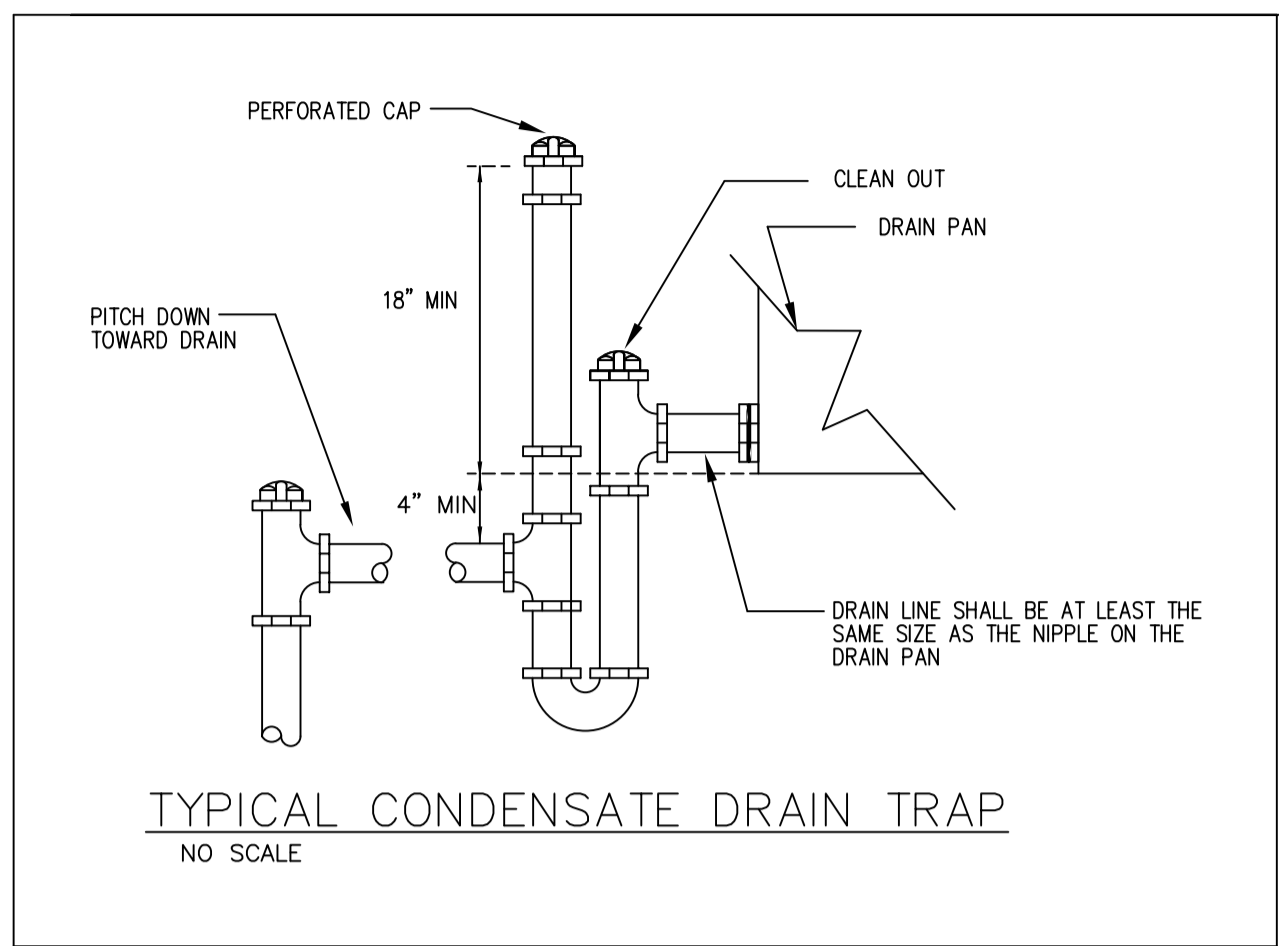 PERFORATED CAP
CLEAN OUT
DRAIN PAN
18” MIN
PITCH DOWN
TOWARD DRAIN
4” MIN
DRAIN LINE SHALL BE AT LEAST THE
SAME SIZE AS THE NIPPLE ON THE
DRAIN PAN
TYPICAL CONDENSATE DRAIN TRAP
NO SCALE